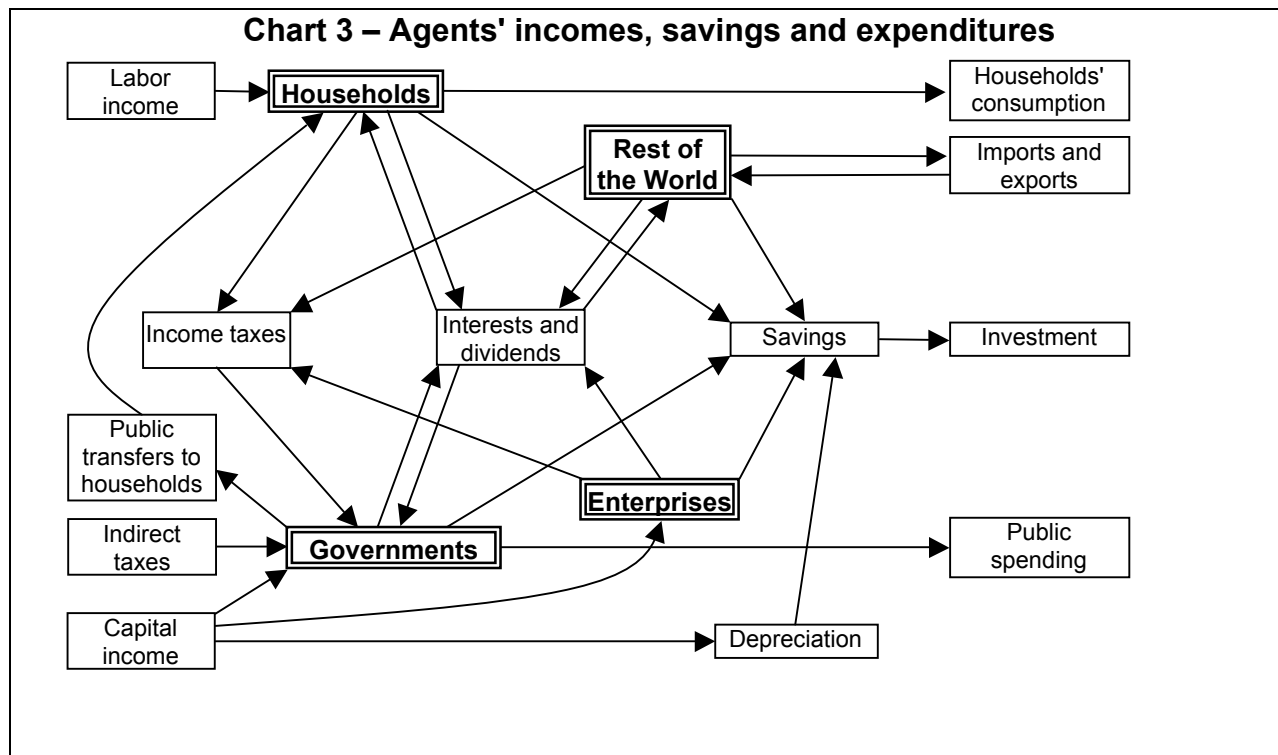 Chart 3 – Agents' incomes, savings and expenditures
Labor
income
Households
Households'
consumption
Rest of
the World
Imports and
exports
Income taxes
Interests and
dividends
Savings
Investment
Public
transfers to
households
Enterprises
Indirect
taxes
Governments
Public
spending
Capital
income
Depreciation